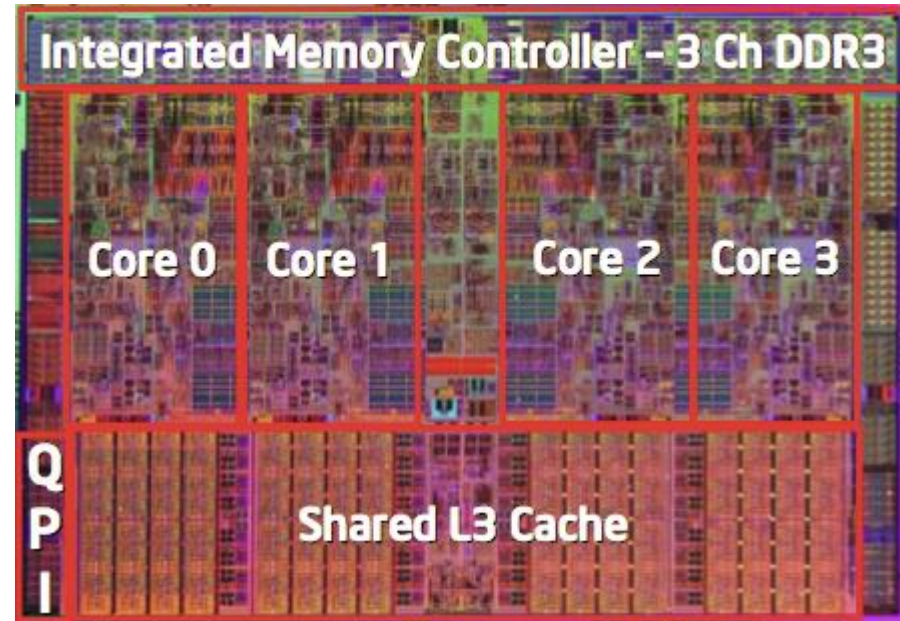 Integrated Memory Controller – 3 Ch DDR3
Core 0
Core 1
Core 2
Core 3
Q
P
I
Shared L3 Cache